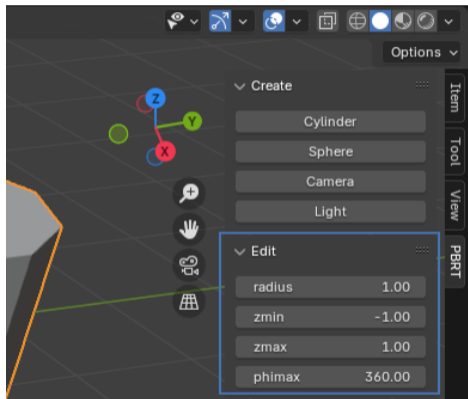 Options
Z
Y
X
Create
Cylinder
Sphere
Camera
Light
Edit
radius 1.00
zmin -1.00
zmax 1.00
phimax 360.00
Item
Tool
View
PBRT